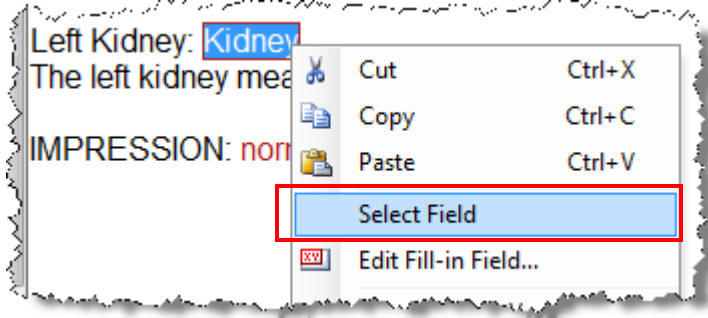 Left Kidney: Kidney
The left kidney mea
IMPRESSION: nor
Cut Ctrl+X
Copy Ctrl+C
Paste Ctrl+V
Select Field
Edit Fill-in Field...